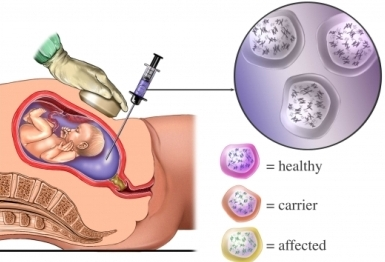 = healthy
= carrier
= affected